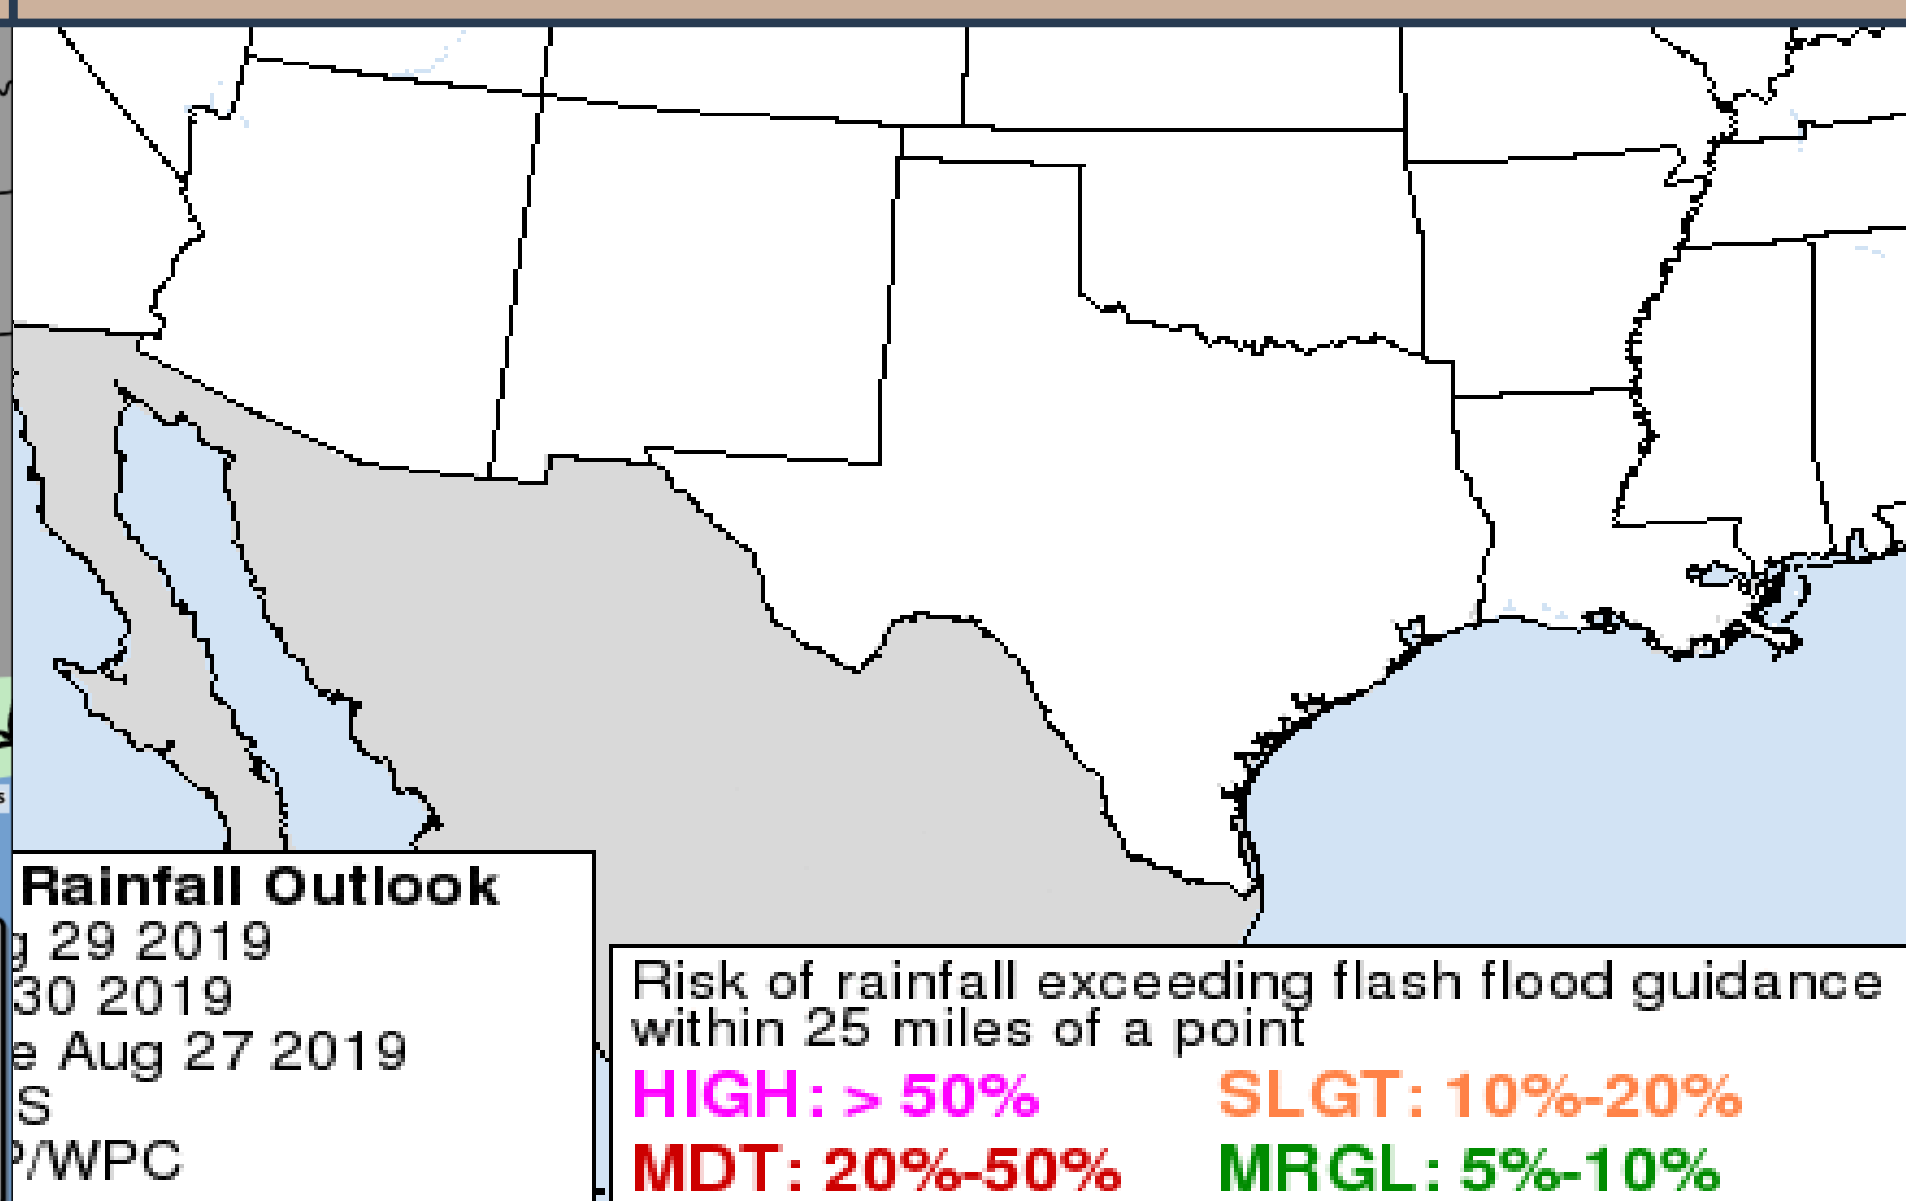 Rainfall Outlook
29 2019
30 2019
Aug 27 2019
S
/WPC
Risk of rainfall exceeding flash flood guidance
within 25 miles of a point
HIGH: > 50% SLGT: 10%-20%
MDT: 20%-50% MRGL: 5%-10%